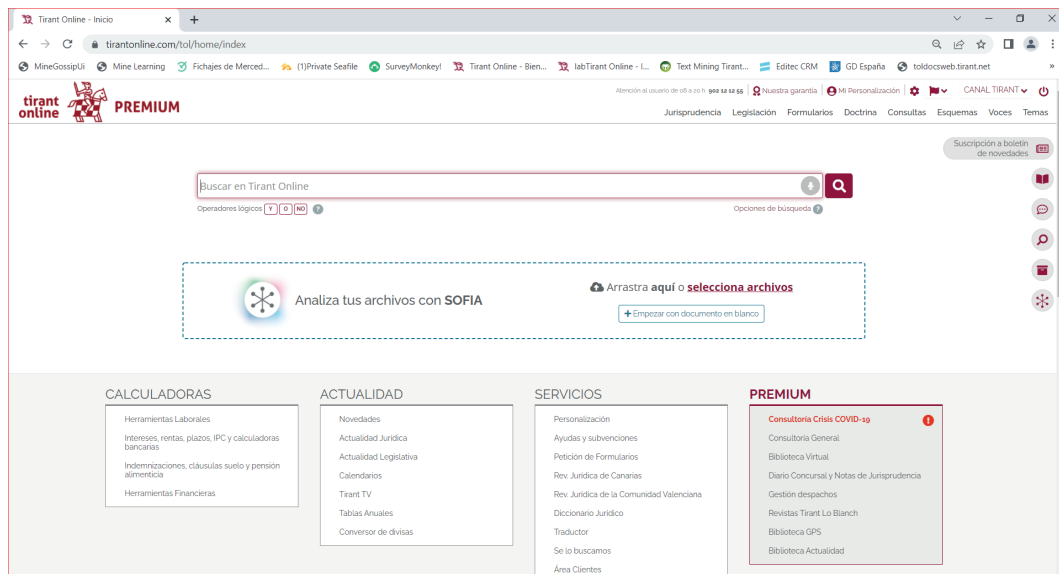 Tirant Online - Inicio
tirantonline.com/tol/home/index
MineGossipUi Mine Learning Fichajes de Merced... (1)Private Seafile SurveyMonkey! Tirant Online - Bien... labTirant Online - I... Text Mining Tirant... Editec CRM GD España toldocsweb.tirant.net »
Atención al usuario de 08 a 20 h. 902 12 12 55 Nuestra garantía Mi Personalización CANAL TIRANT
tirant online PREMIUM
Jurisprudencia Legislación Formularios Doctrina Consultas Esquemas Voces Temas
Suscripción a boletín de novedades
Buscar en Tirant Online
Operadores lógicos Y O NO ? Opciones de búsqueda ?
Analiza tus archivos con SOFIA
Arrastra aquí o selecciona archivos
+ Empezar con documento en blanco
CALCULADORAS
Herramientas Laborales
Intereses, rentas, plazos, IPC y calculadoras
bancarias
Indemnizaciones, cláusulas suelo y pensión
alimenticia
Herramientas Financieras
ACTUALIDAD
Novedades
Actualidad Jurídica
Actualidad Legislativa
Calendarios
Tirant TV
Tablas Anuales
Conversor de divisas
SERVICIOS
Personalización
Ayudas y subvenciones
Petición de Formularios
Rev. Jurídica de Canarias
Rev. Jurídica de la Comunidad Valenciana
Diccionario Jurídico
Traductor
Se lo buscamos
Área Clientes
PREMIUM
Consultoría Crisis COVID-19 !
Consultoría General
Biblioteca Virtual
Diario Concursal y Notas de Jurisprudencia
Gestión despachos
Revistas Tirant Lo Blanch
Biblioteca GPS
Biblioteca Actualidad